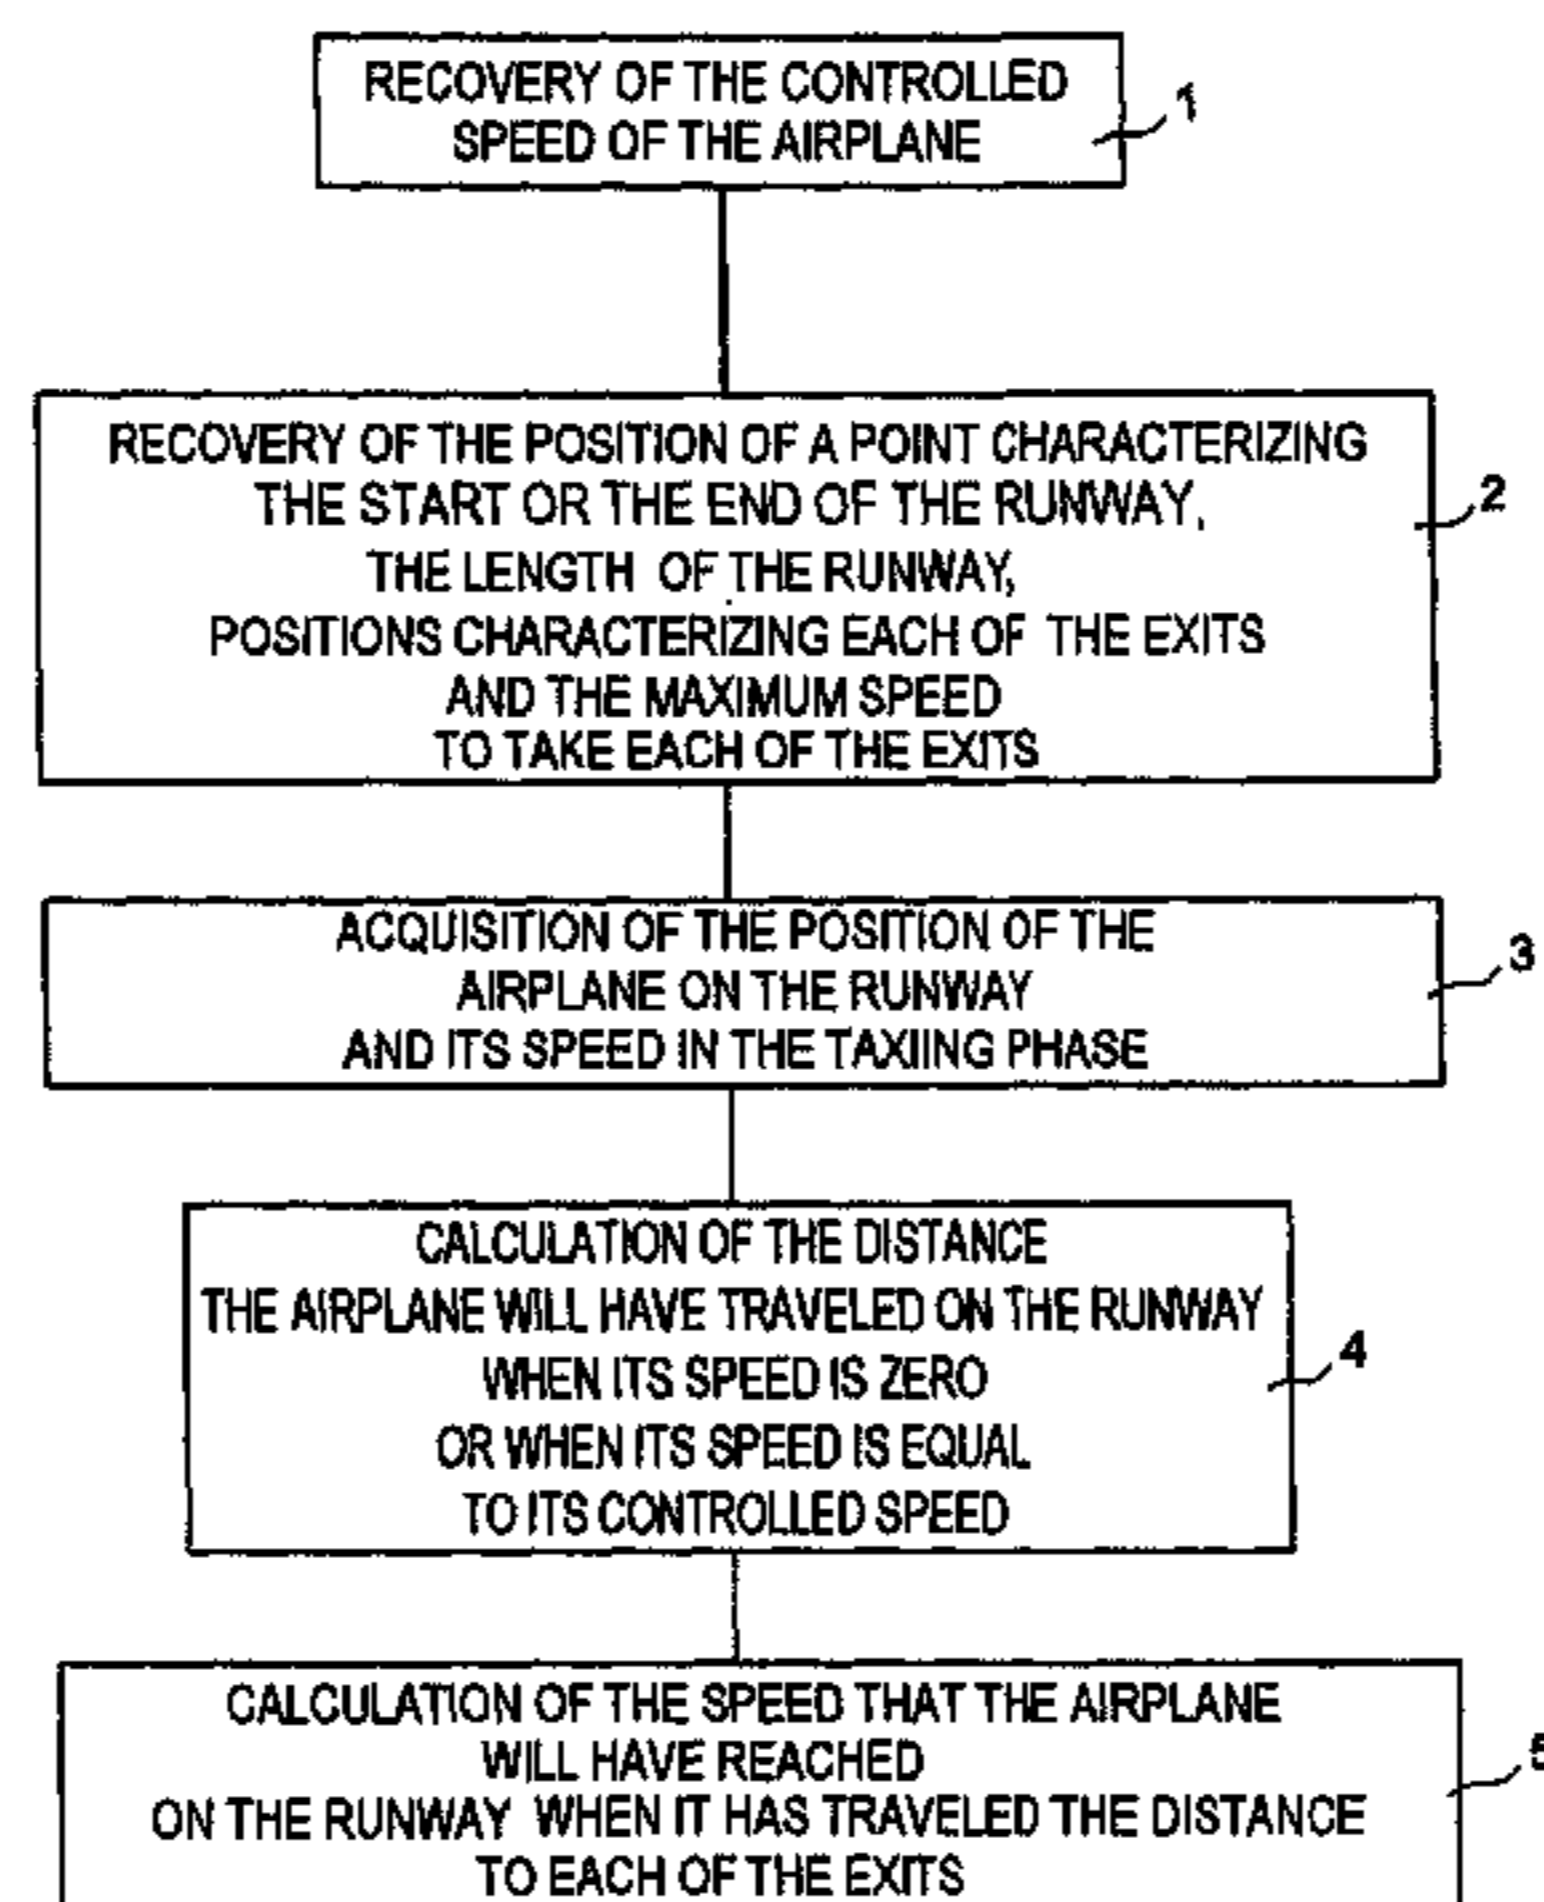 RECOVERY OF THE CONTROLLED
SPEED OF THE AIRPLANE
1
RECOVERY OF THE POSITION OF A POINT CHARACTERIZING
THE START OR THE END OF THE RUNWAY,
THE LENGTH OF THE RUNWAY,
POSITIONS CHARACTERIZING EACH OF THE EXITS
AND THE MAXIMUM SPEED
TO TAKE EACH OF THE EXITS
2
ACQUISITION OF THE POSITION OF THE
AIRPLANE ON THE RUNWAY
AND ITS SPEED IN THE TAXIING PHASE
3
CALCULATION OF THE DISTANCE
THE AIRPLANE WILL HAVE TRAVELED ON THE RUNWAY
WHEN ITS SPEED IS ZERO
OR WHEN ITS SPEED IS EQUAL
TO ITS CONTROLLED SPEED
4
CALCULATION OF THE SPEED THAT THE AIRPLANE
WILL HAVE REACHED
ON THE RUNWAY WHEN IT HAS TRAVELED THE DISTANCE
TO EACH OF THE EXITS
5